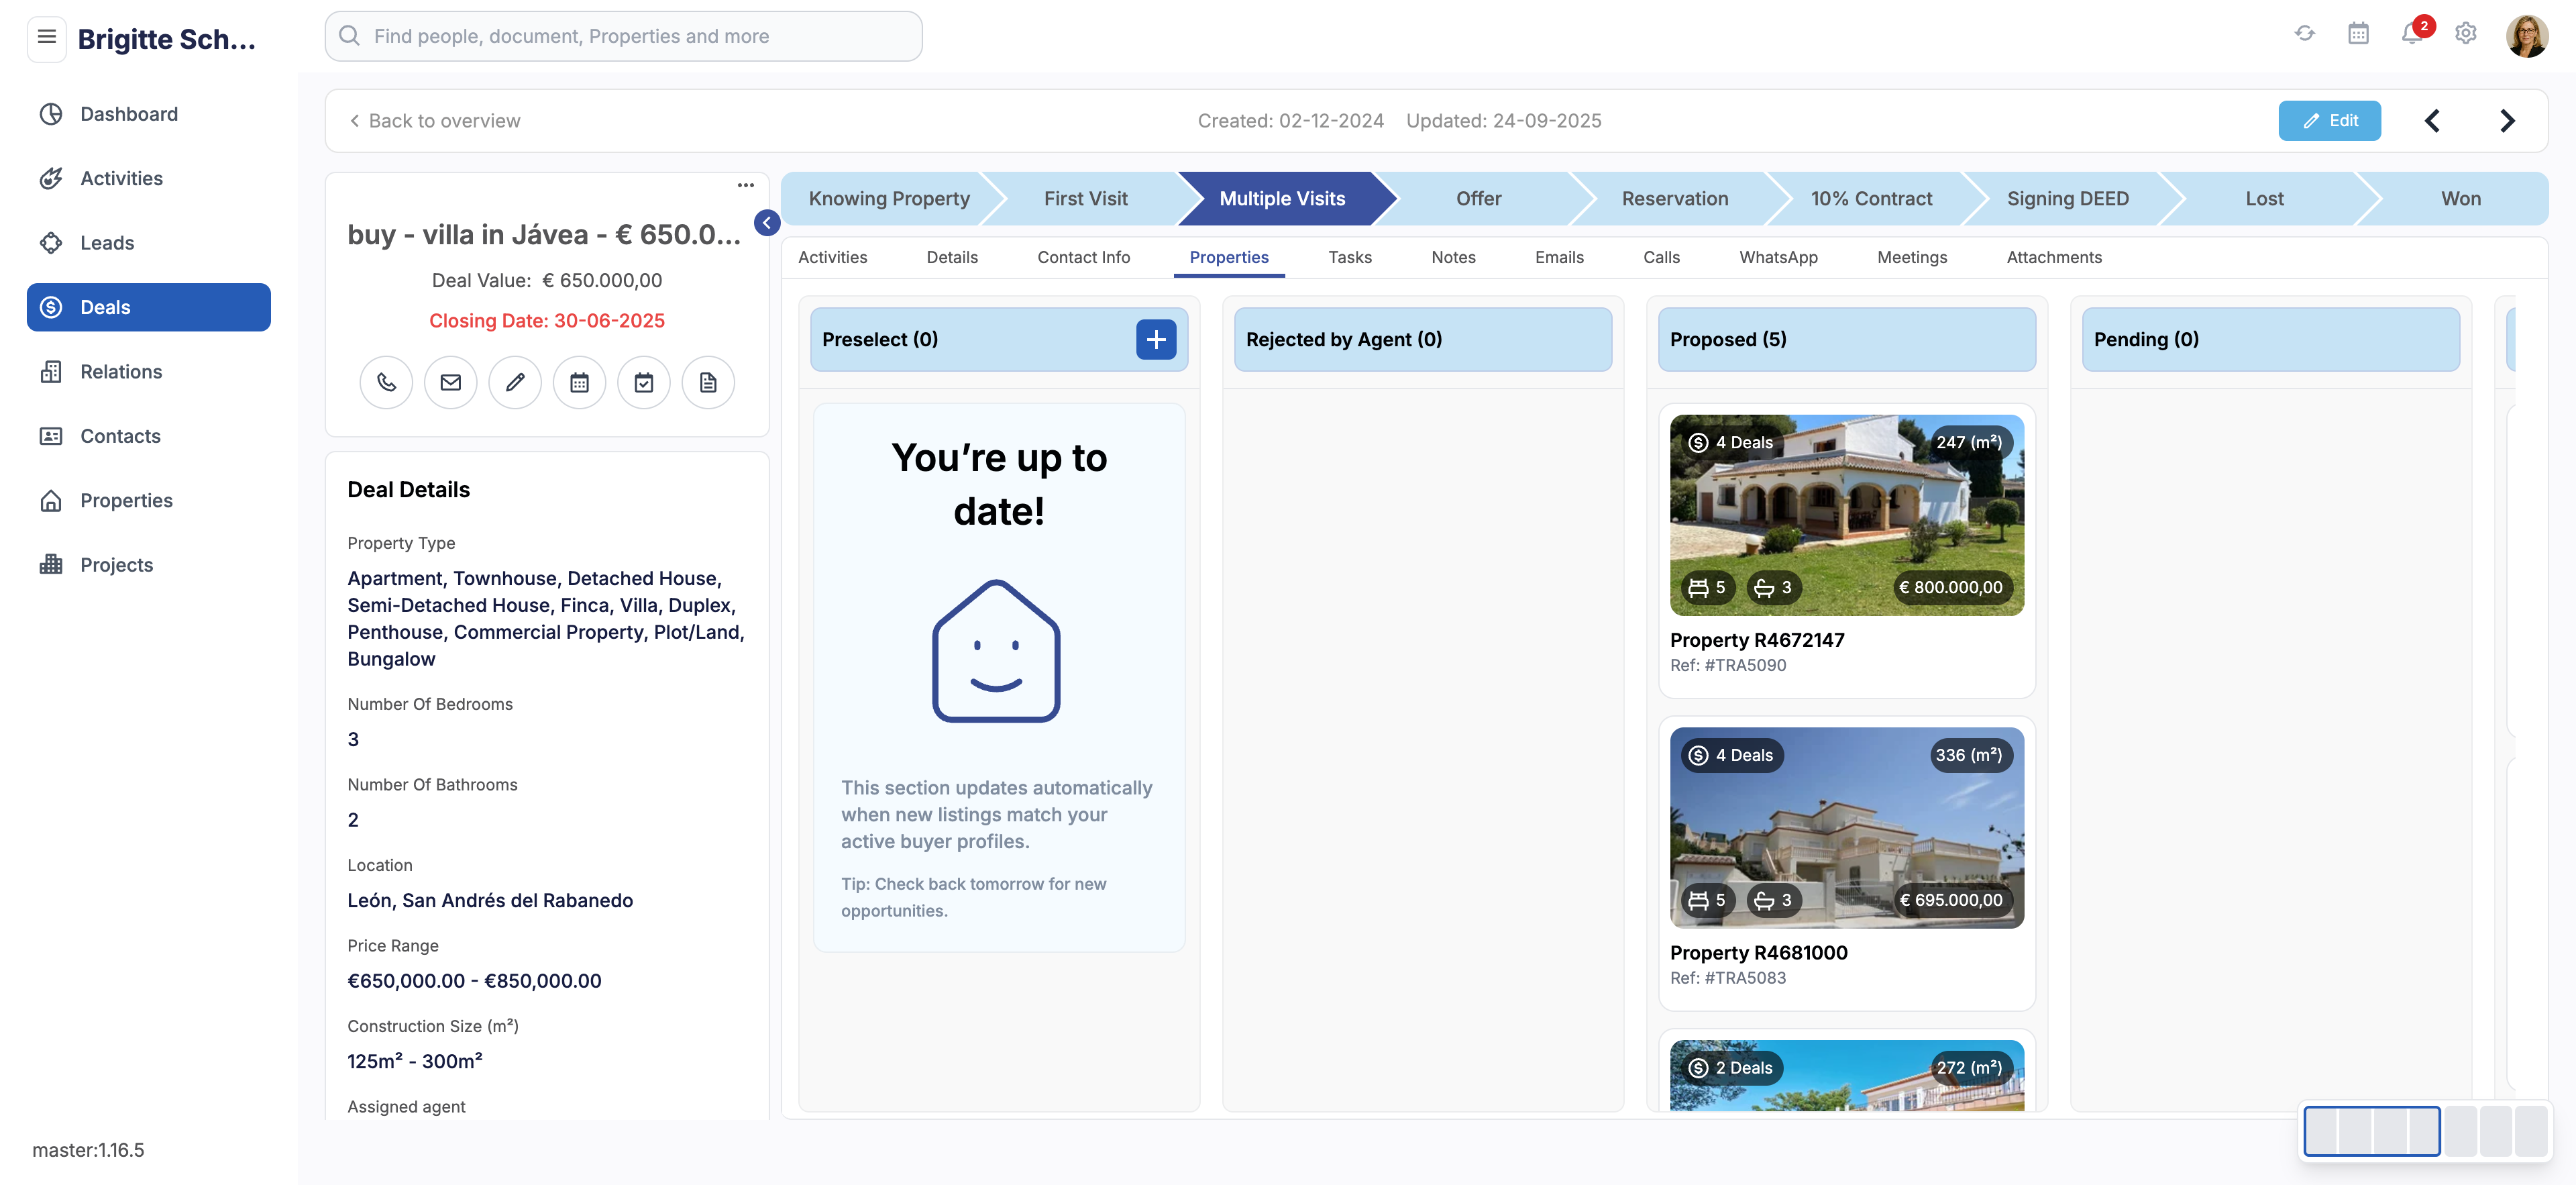 Brigitte Sch...
Find people, document, Properties and more
2
Dashboard
Activities
Leads
Deals
Relations
Contacts
Properties
Projects
master:1.16.5
Back to overview
Created: 02-12-2024 Updated: 24-09-2025
Edit
buy - villa in Jávea - € 650.0...
Deal Value: € 650.000,00
Closing Date: 30-06-2025
Deal Details
Property Type
Apartment, Townhouse, Detached House,
Semi-Detached House, Finca, Villa, Duplex,
Penthouse, Commercial Property, Plot/Land,
Bungalow
Number Of Bedrooms
3
Number Of Bathrooms
2
Location
León, San Andrés del Rabanedo
Price Range
€650,000.00 - €850,000.00
Construction Size (m²)
125m² - 300m²
Assigned agent
Knowing Property First Visit Multiple Visits Offer Reservation 10% Contract Signing DEED Lost Won
Activities Details Contact Info Properties Tasks Notes Emails Calls WhatsApp Meetings Attachments
Preselect (0)
You're up to
date!
This section updates automatically
when new listings match your
active buyer profiles.
Tip: Check back tomorrow for new
opportunities.
Rejected by Agent (0)
Proposed (5)
4 Deals 247 (m²)
5 3 € 800.000,00
Property R4672147
Ref: #TRA5090
4 Deals 336 (m²)
5 3 € 695.000,00
Property R4681000
Ref: #TRA5083
2 Deals 272 (m²)
Pending (0)